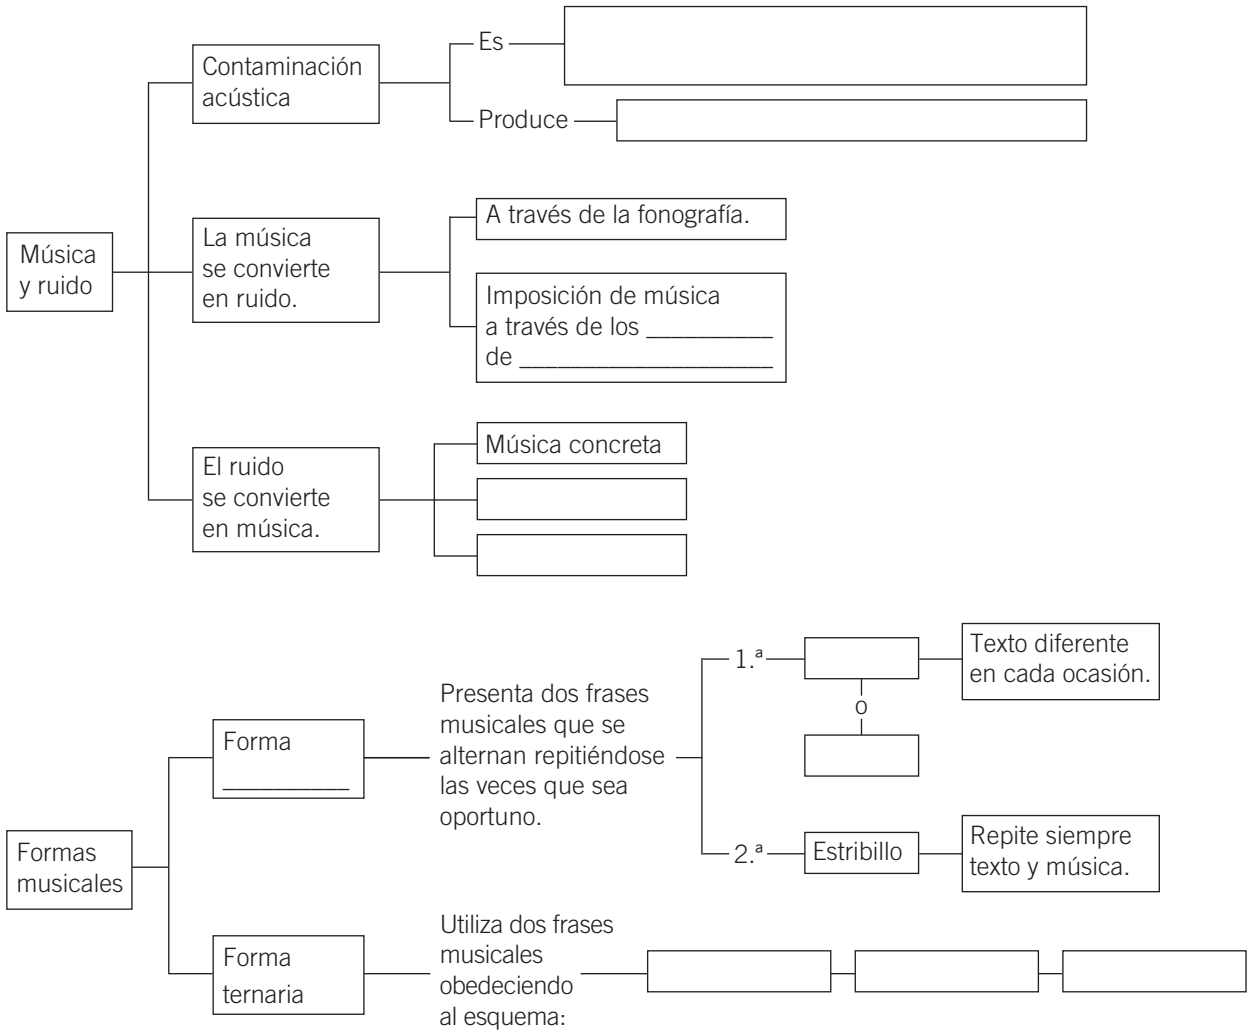 Es
Contaminación
acústica
Produce
Música
y ruido
La música
se convierte
en ruido.
A través de la fonografía.
Imposición de música
a través de los __________
de ____________________
El ruido
se convierte
en música.
Música concreta
Formas
musicales
Forma
__________
Presenta dos frases
musicales que se
alternan repitiéndose
las veces que sea
oportuno.
1.ª
o
Texto diferente
en cada ocasión.
2.ª
Estribillo
Repite siempre
texto y música.
Forma
ternaria
Utiliza dos frases
musicales
obedeciendo
al esquema: